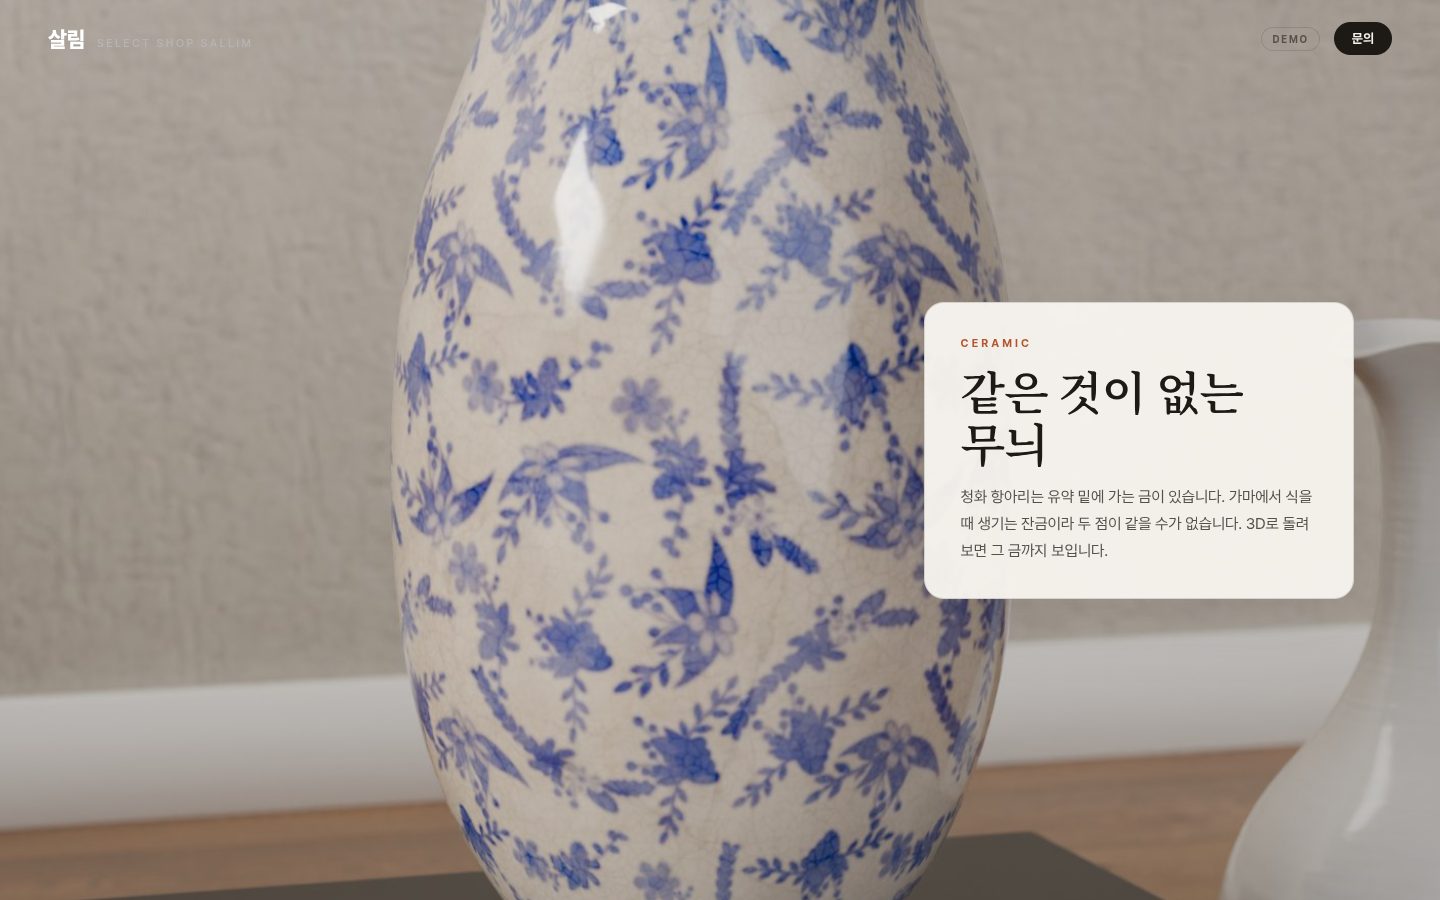 살림 SELECT SHOP SALLIM
DEMO
문의
CERAMIC
같은 것이 없는
무늬
청화 항아리는 유약 밑에 가는 금이 있습니다. 가마에서 식을
때 생기는 잔금이라 두 점이 같을 수가 없습니다. 3D로 돌려
보면 그 금까지 보입니다.